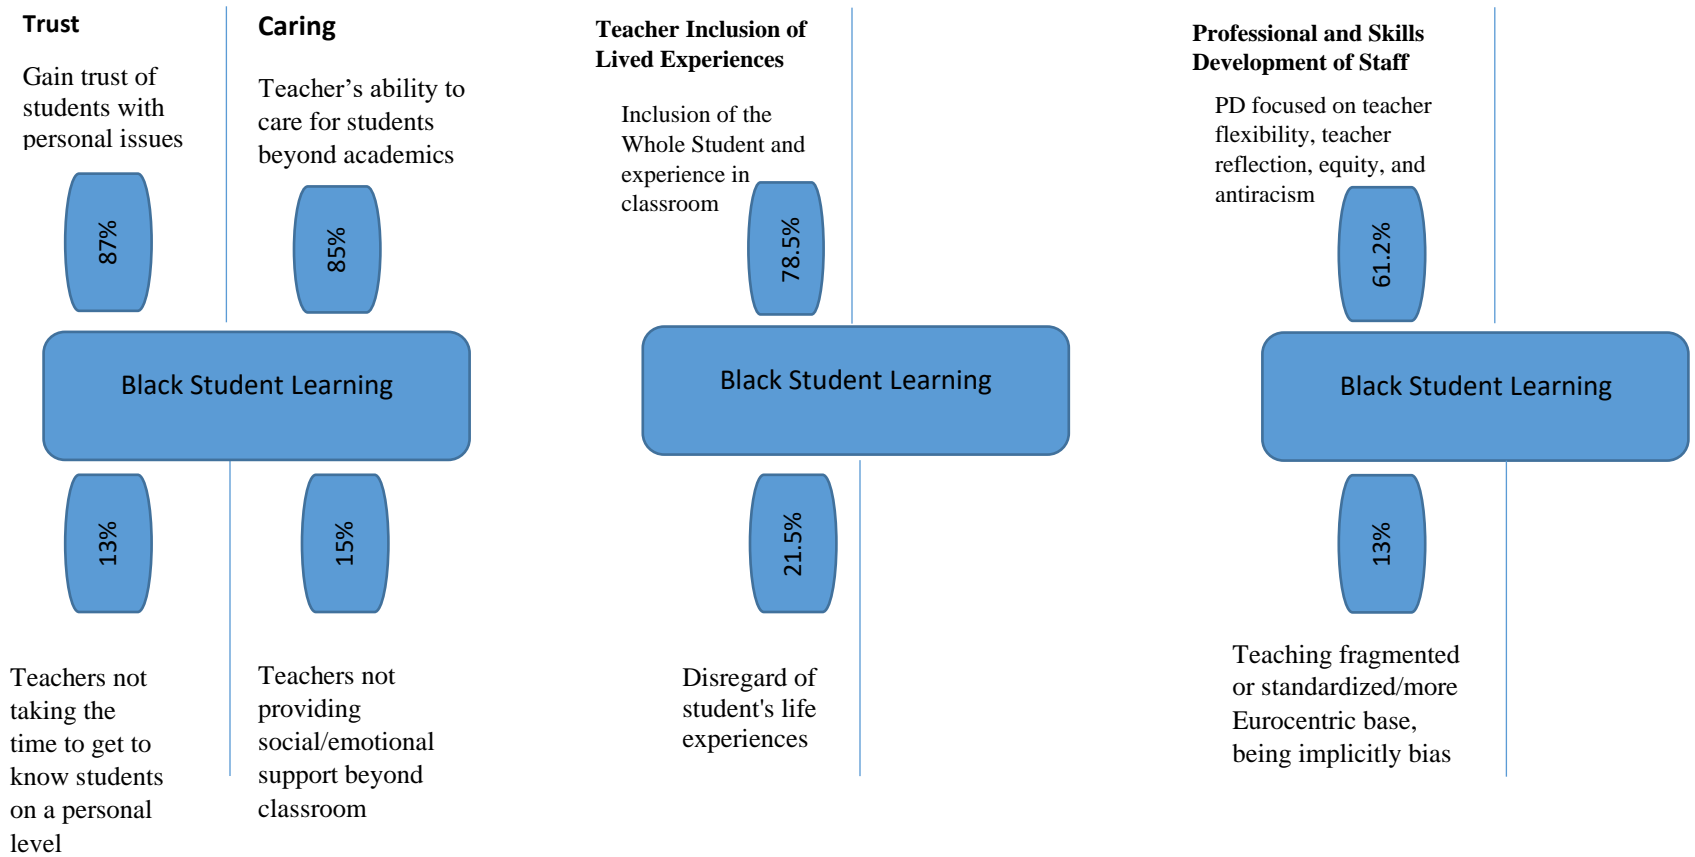 Trust
Gain trust of
students with
personal issues
87%
Caring
Teacher’s ability to
care for students
beyond academics
85%
Black Student Learning
13%
Teachers not
taking the
time to get to
know students
on a personal
level
15%
Teachers not
providing
social/emotional
support beyond
classroom
Teacher Inclusion of
Lived Experiences
Inclusion of the
Whole Student and
experience in
classroom
78.5%
Black Student Learning
21.5%
Disregard of
student's life
experiences
Professional and Skills
Development of Staff
PD focused on teacher
flexibility, teacher
reflection, equity, and
antiracism
61.2%
Black Student Learning
13%
Teaching fragmented
or standardized/more
Eurocentric base,
being implicitly bias